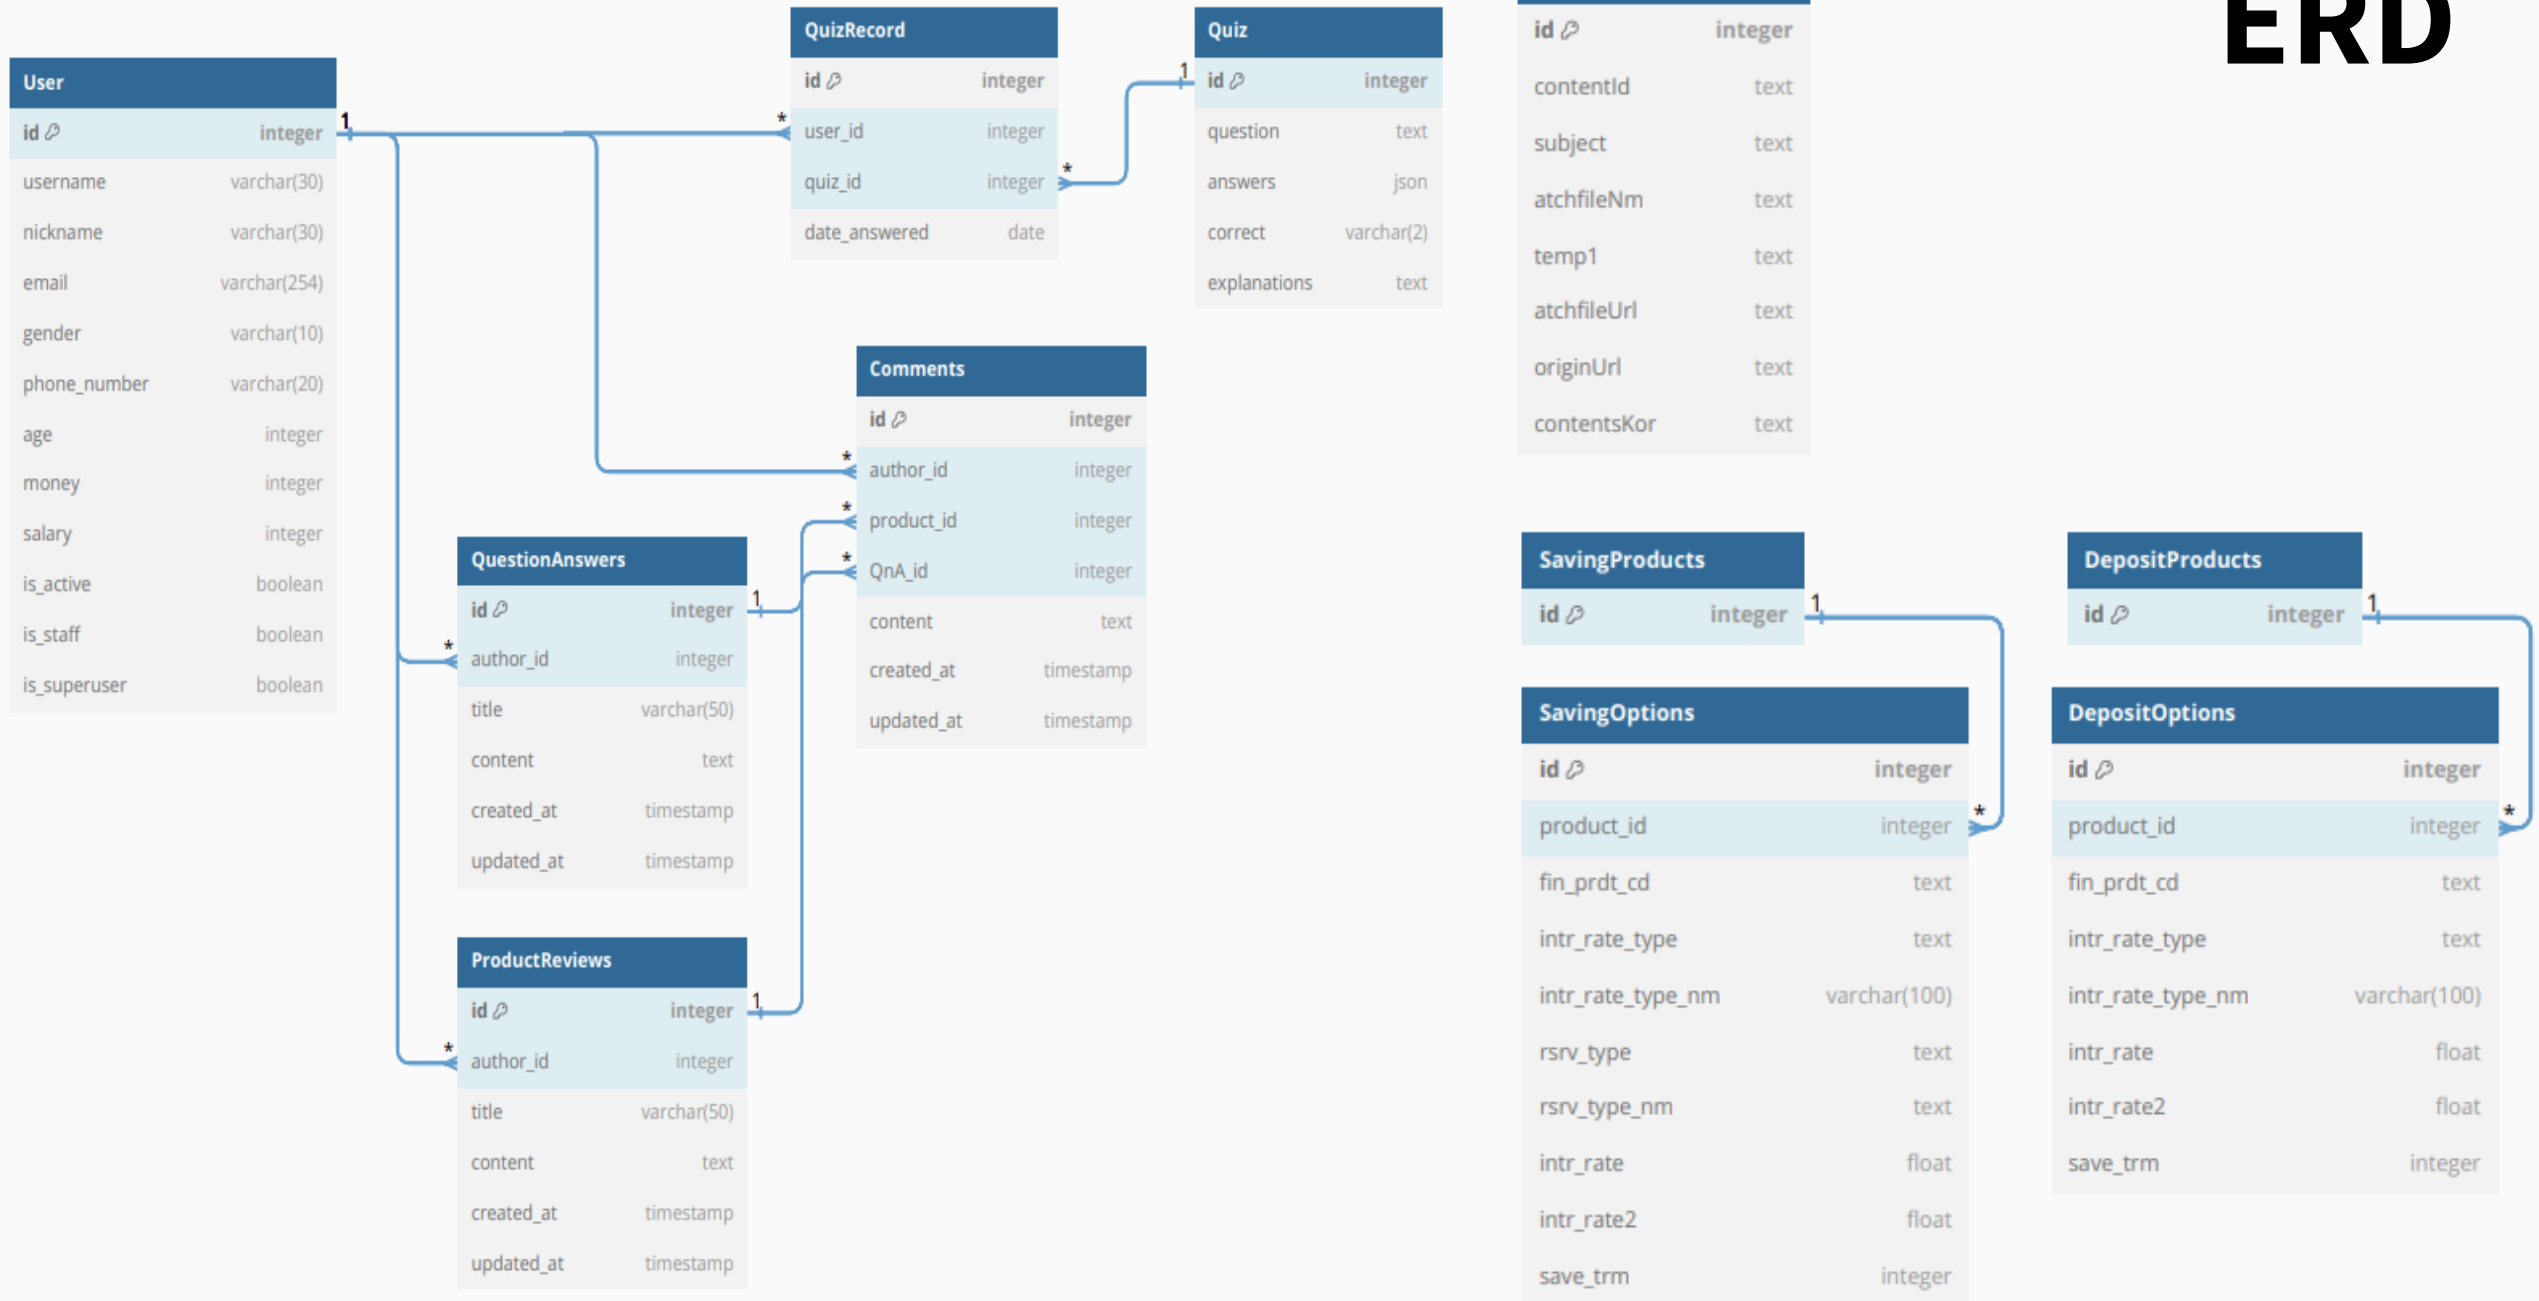 ERD
User
id integer
username varchar(30)
nickname varchar(30)
email varchar(254)
gender varchar(10)
phone_number varchar(20)
age integer
money integer
salary integer
is_active boolean
is_staff boolean
is_superuser boolean
1
*
QuizRecord
id integer
user_id integer
quiz_id integer
date_answered date
*
1
Quiz
id integer
question text
answers json
correct varchar(2)
explanations text
id integer
contentId text
subject text
atchfileNm text
temp1 text
atchfileUrl text
originUrl text
contentsKor text
Comments
id integer
* author_id integer
* product_id integer
* QnA_id integer
content text
created_at timestamp
updated_at timestamp
QuestionAnswers
id integer 1
* author_id integer
title varchar(50)
content text
created_at timestamp
updated_at timestamp
ProductReviews
id integer 1
* author_id integer
title varchar(50)
content text
created_at timestamp
updated_at timestamp
SavingProducts
id integer 1
SavingOptions
id integer
product_id integer *
fin_prdt_cd text
intr_rate_type text
intr_rate_type_nm varchar(100)
rsrv_type text
rsrv_type_nm text
intr_rate float
intr_rate2 float
save_trm integer
DepositProducts
id integer 1
DepositOptions
id integer
product_id integer *
fin_prdt_cd text
intr_rate_type text
intr_rate_type_nm varchar(100)
intr_rate float
intr_rate2 float
save_trm integer